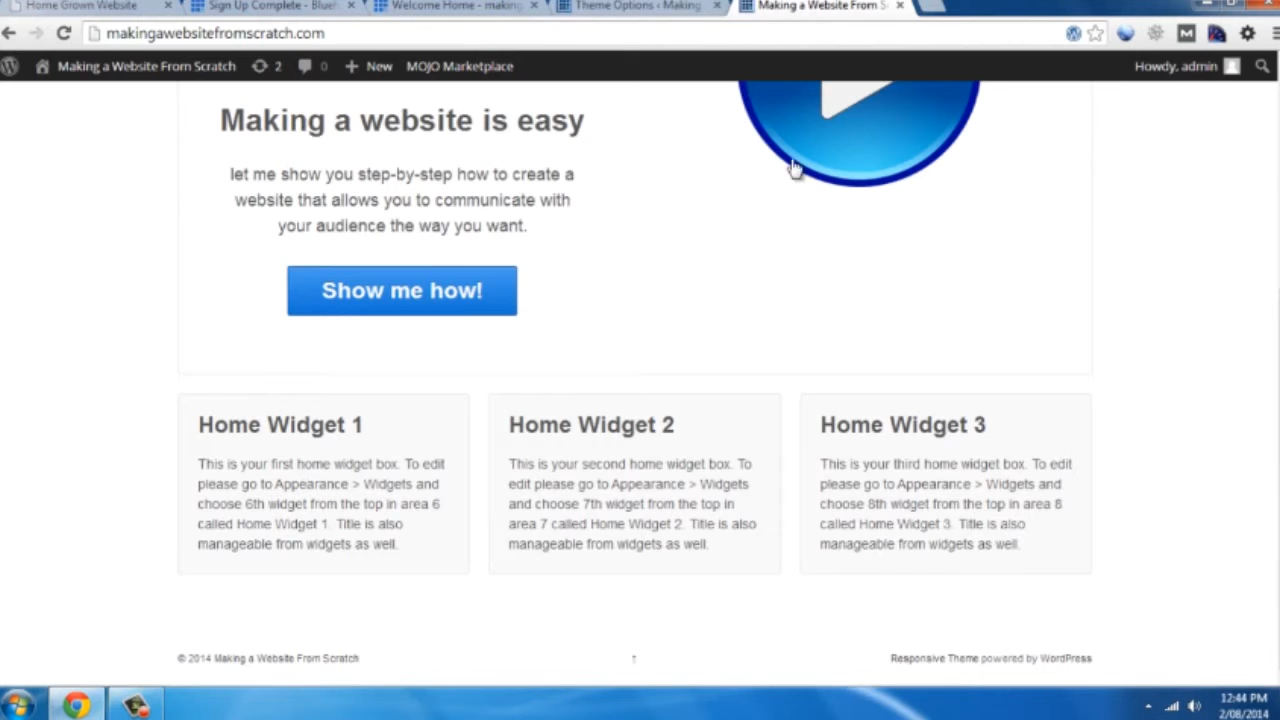 Home Grown Website
Sign Up Complete - Blueh
Welcome Home - making
Theme Options ‹ Making
Making a Website From S
makingawebsitefromscratch.com
Making a Website From Scratch
2
0
New
MOJO Marketplace
Howdy, admin
Making a website is easy
let me show you step-by-step how to create a
website that allows you to communicate with
your audience the way you want.
Show me how!
Home Widget 1
This is your first home widget box. To edit
please go to Appearance > Widgets and
choose 6th widget from the top in area 6
called Home Widget 1. Title is also
manageable from widgets as well.
Home Widget 2
This is your second home widget box. To
edit please go to Appearance > Widgets
and choose 7th widget from the top in
area 7 called Home Widget 2. Title is also
manageable from widgets as well.
Home Widget 3
This is your third home widget box. To edit
please go to Appearance > Widgets and
choose 8th widget from the top in area 8
called Home Widget 3. Title is also
manageable from widgets as well.
© 2014 Making a Website From Scratch
↑
Responsive Theme powered by WordPress
12:44 PM
2/08/2014